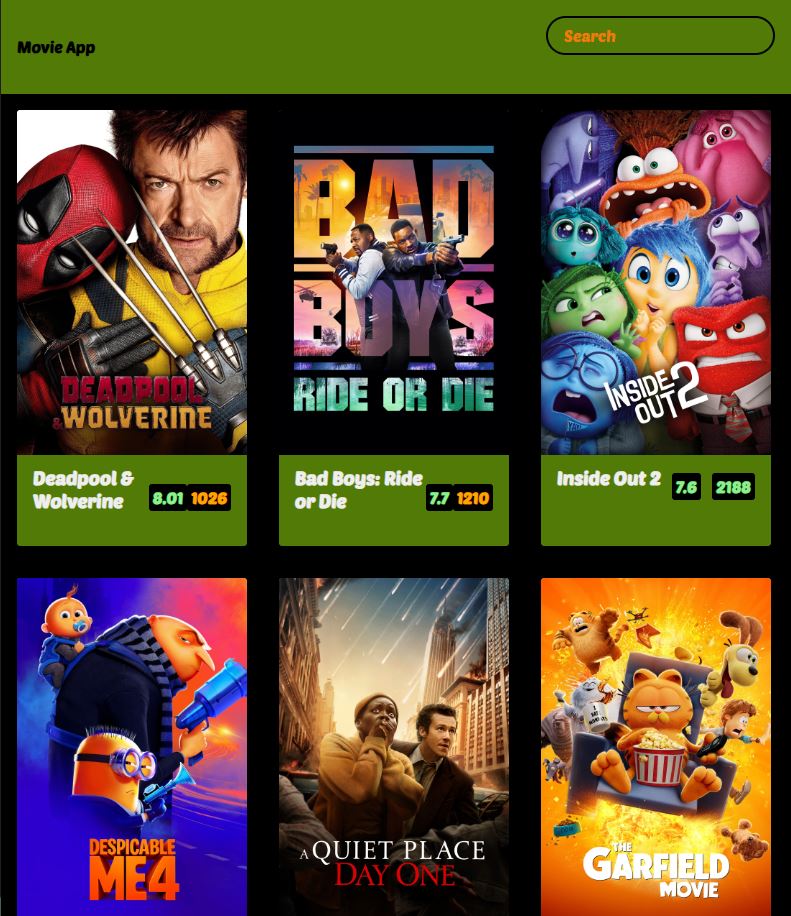 Movie App
Search
DEADPOOL
& WOLVERINE
BAD
BOYS
RIDE OR DIE
INSIDE
OUT 2
Deadpool &
Wolverine
8.01 1026
Bad Boys: Ride
or Die
7.7 1210
Inside Out 2
7.6 2188
DESPICABLE
ME4
A QUIET PLACE
DAY ONE
THE
GARFIELD
MOVIE